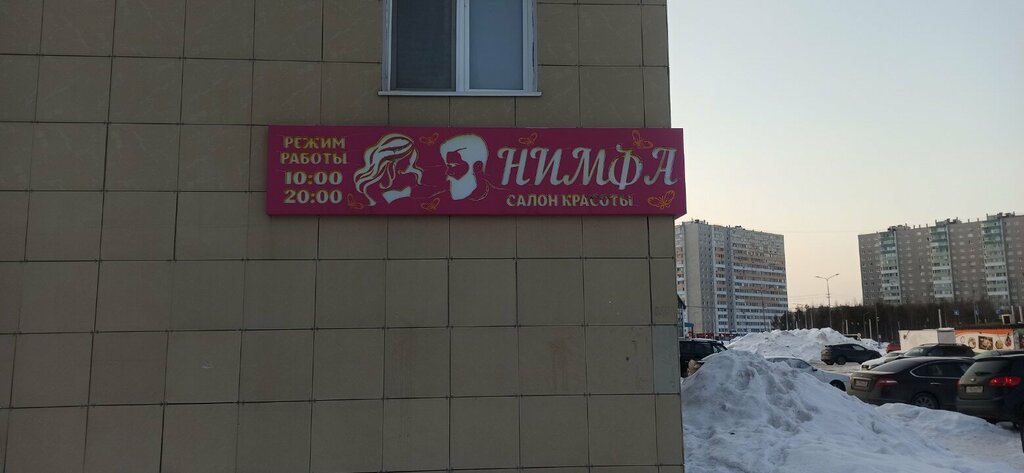 РЕЖИМ
РАБОТЫ
10:00
20:00
НИМФА
САЛОН КРАСОТЫ